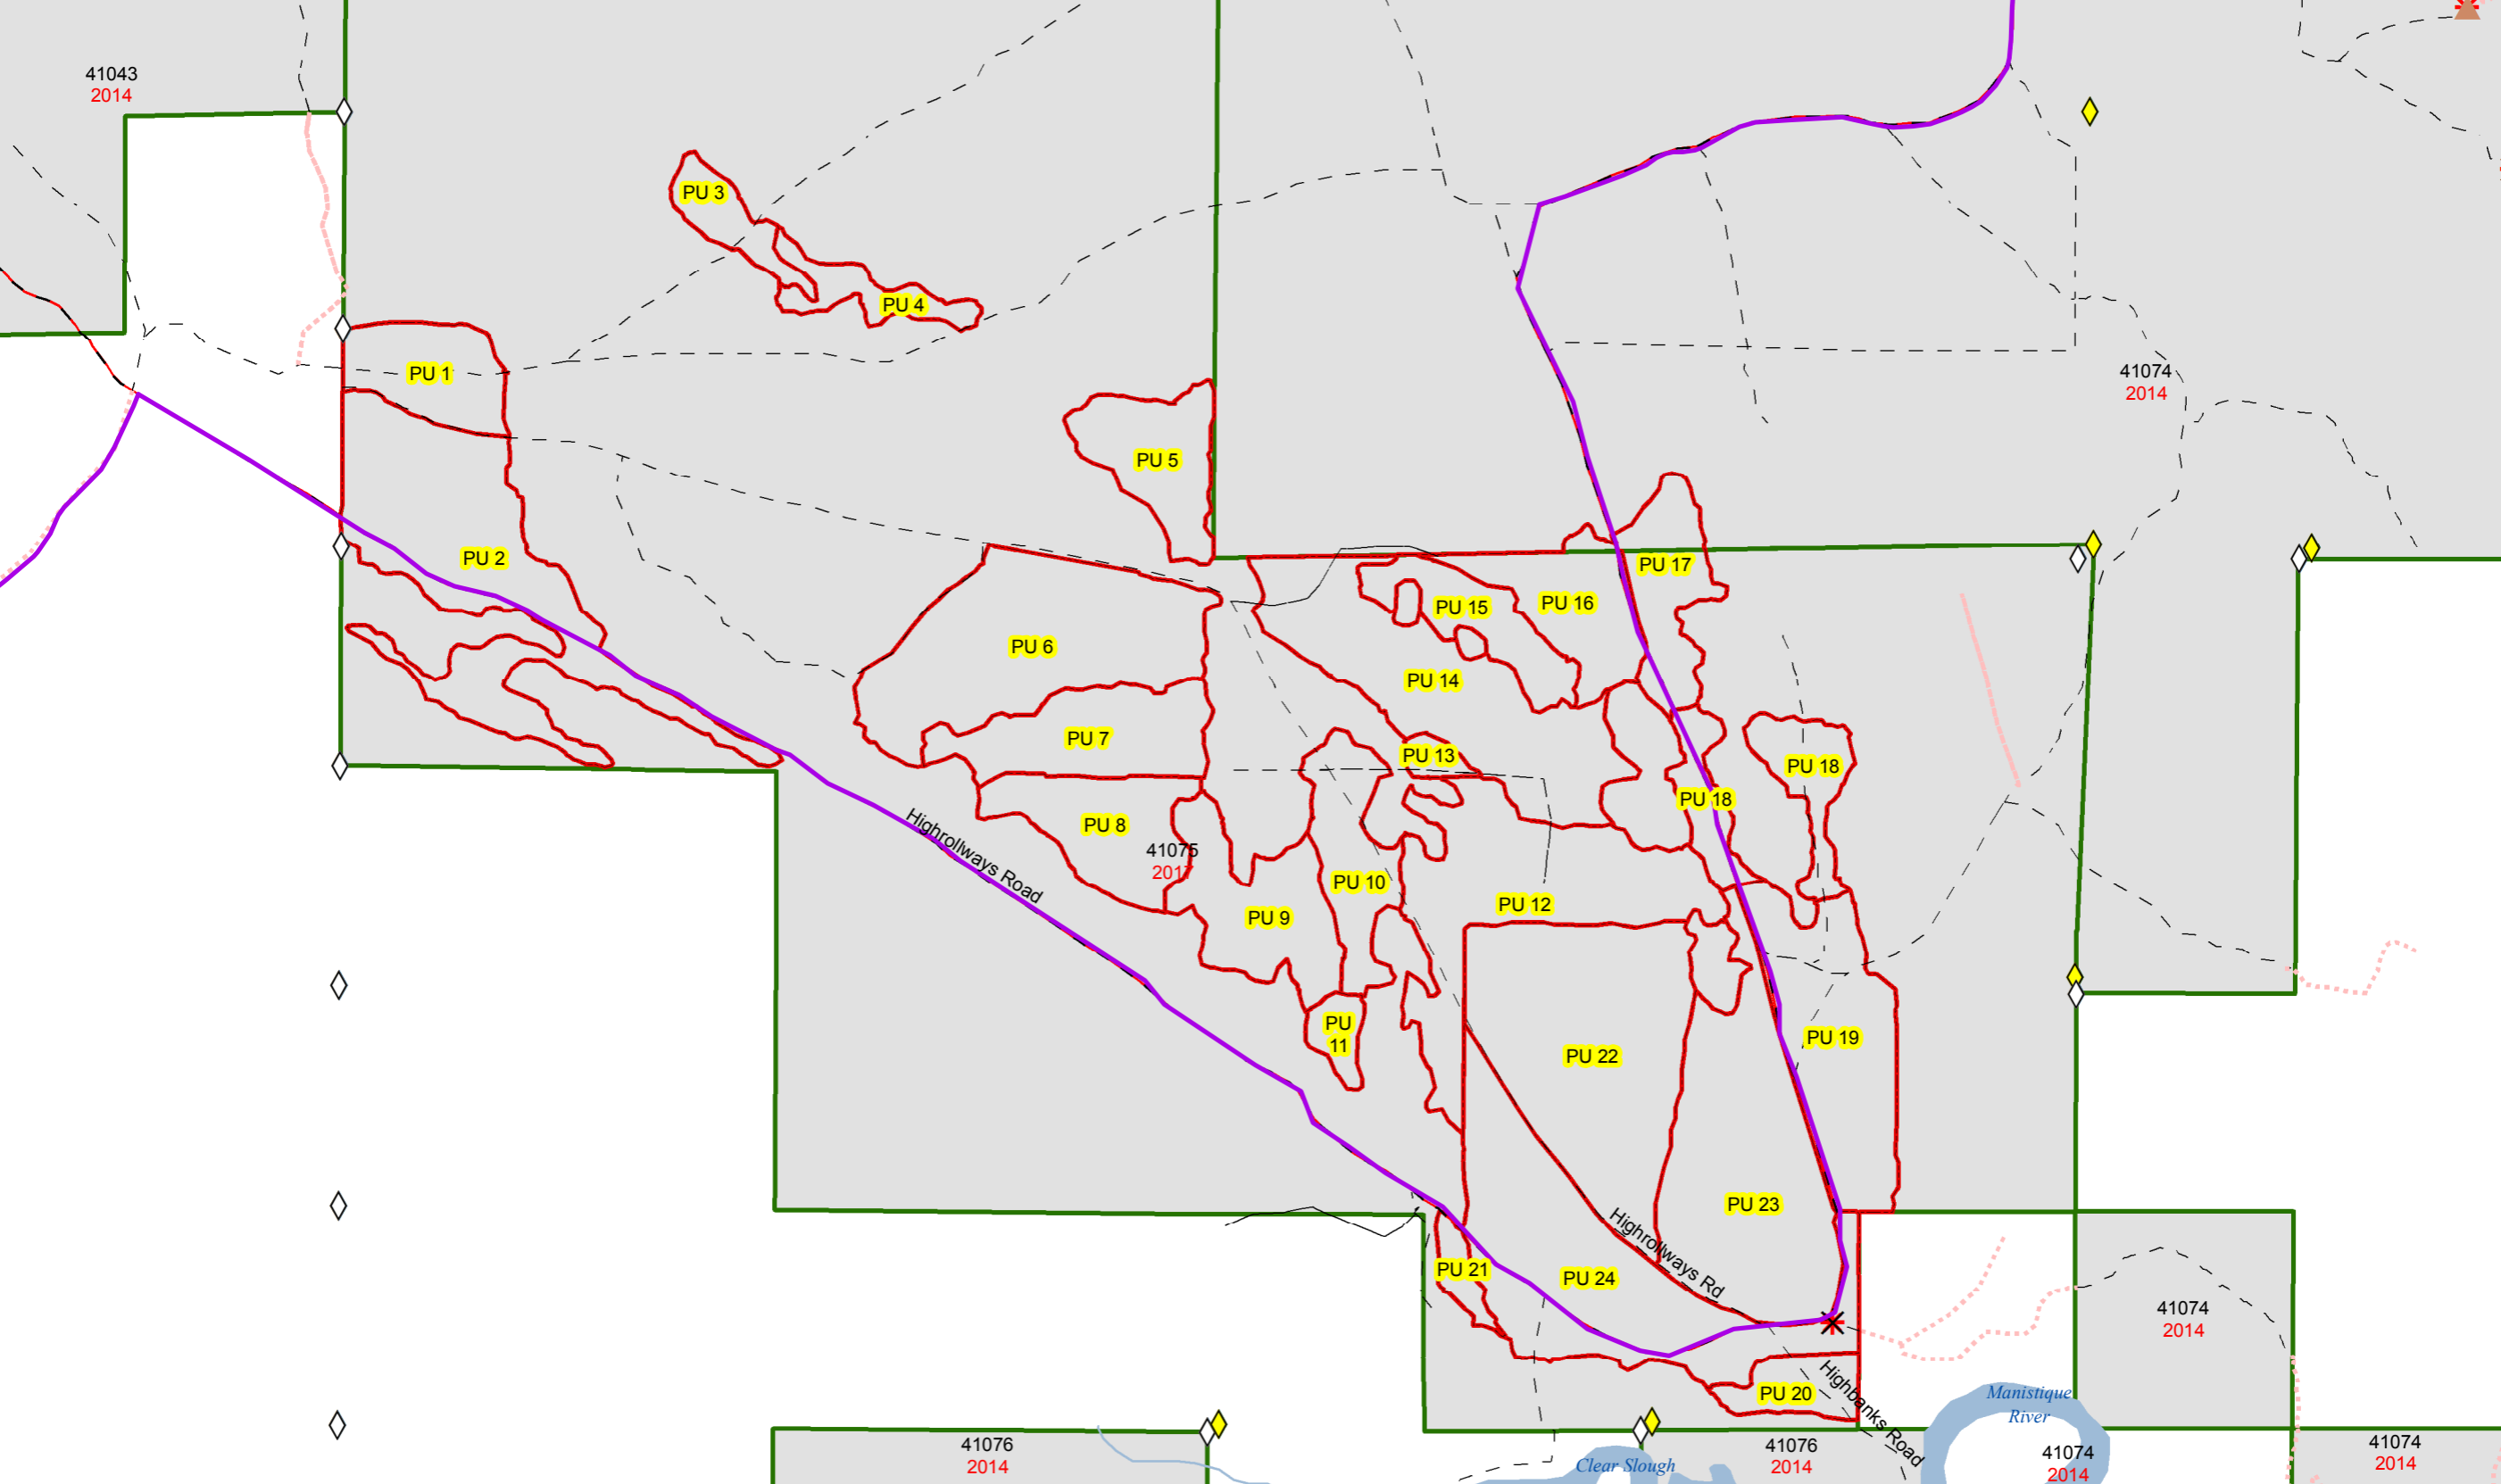 41043
2014
PU 3
PU 4
PU 1
41074
2014
PU 5
PU 2
PU 17
PU 16
PU 15
PU 6
PU 14
PU 7
PU 13
PU 18
PU 18
Highrollways Road
PU 8
41075
2017
PU 10
PU 12
PU 9
PU
11
PU 19
PU 22
PU 23
Highrollways Rd
PU 21
PU 24
41074
2014
Highbanks Road
PU 20
Manistique
River
41076
2014
Clear Slough
41076
2014
41074
2014
41074
2014